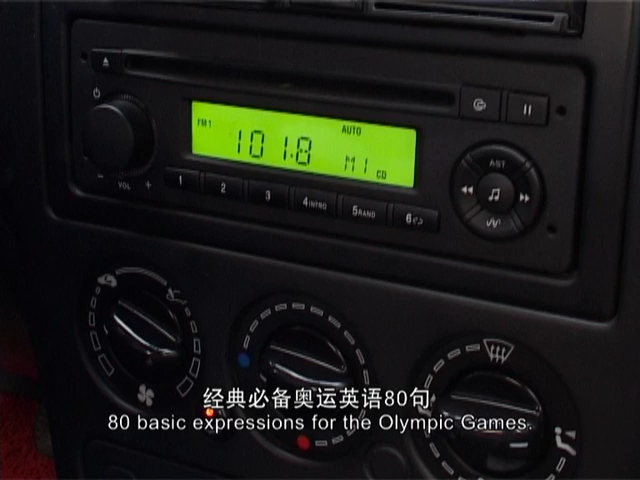 FM1
AUTO
101.8
M1
CD
VOL
1
2
3
4INTRO
5RAND
6
AST
经典必备奥运英语80句
80 basic expressions for the Olympic Games.